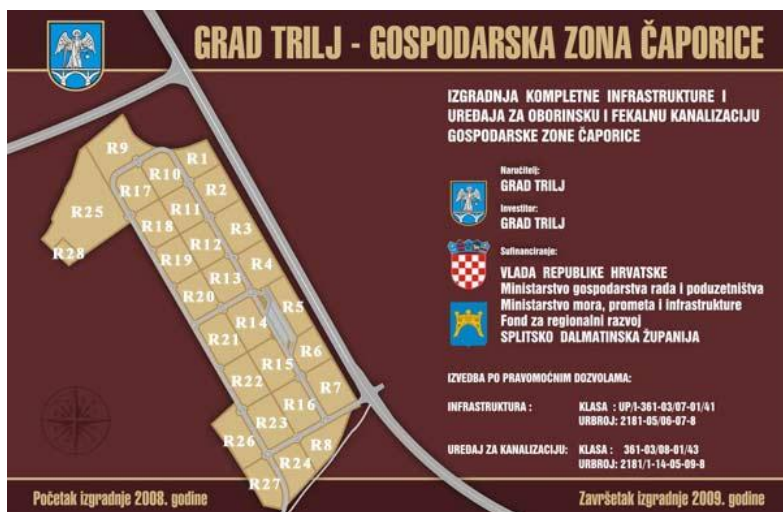 GRAD TRILJ - GOSPODARSKA ZONA ČAPORICE
IZGRADNJA KOMPLETNE INFRASTRUKTURE I
UREĐAJA ZA OBORINSKU I FEKALNU KANALIZACIJU
GOSPODARSKE ZONE ČAPORICE
Naručitelj:
GRAD TRILJ
Investitor:
GRAD TRILJ
Sufinanciranje:
VLADA REPUBLIKE HRVATSKE
Ministarstvo gospodarstva rada i poduzetništva
Ministarstvo mora, prometa i infrastrukture
Fond za regionalni razvoj
SPLITSKO DALMATINSKA ŽUPANIJA
IZVEDBA PO PRAVOMOĆNIM DOZVOLAMA:
INFRASTRUKTURA : KLASA : UP/I-361-03/07-01/41
URBROJ: 2181-05/06-07-8
UREĐAJ ZA KANALIZACIJU: KLASA : 361-03/08-01/43
URBROJ: 2181/1-14-05-09-8
R9
R1
R10
R17
R2
R25
R11
R18
R3
R12
R28
R19
R4
R13
R20
R5
R14
R21
R6
R15
R22
R7
R16
R23
R26
R8
R24
R27
Početak izgradnje 2008. godine
Završetak izgradnje 2009. godine